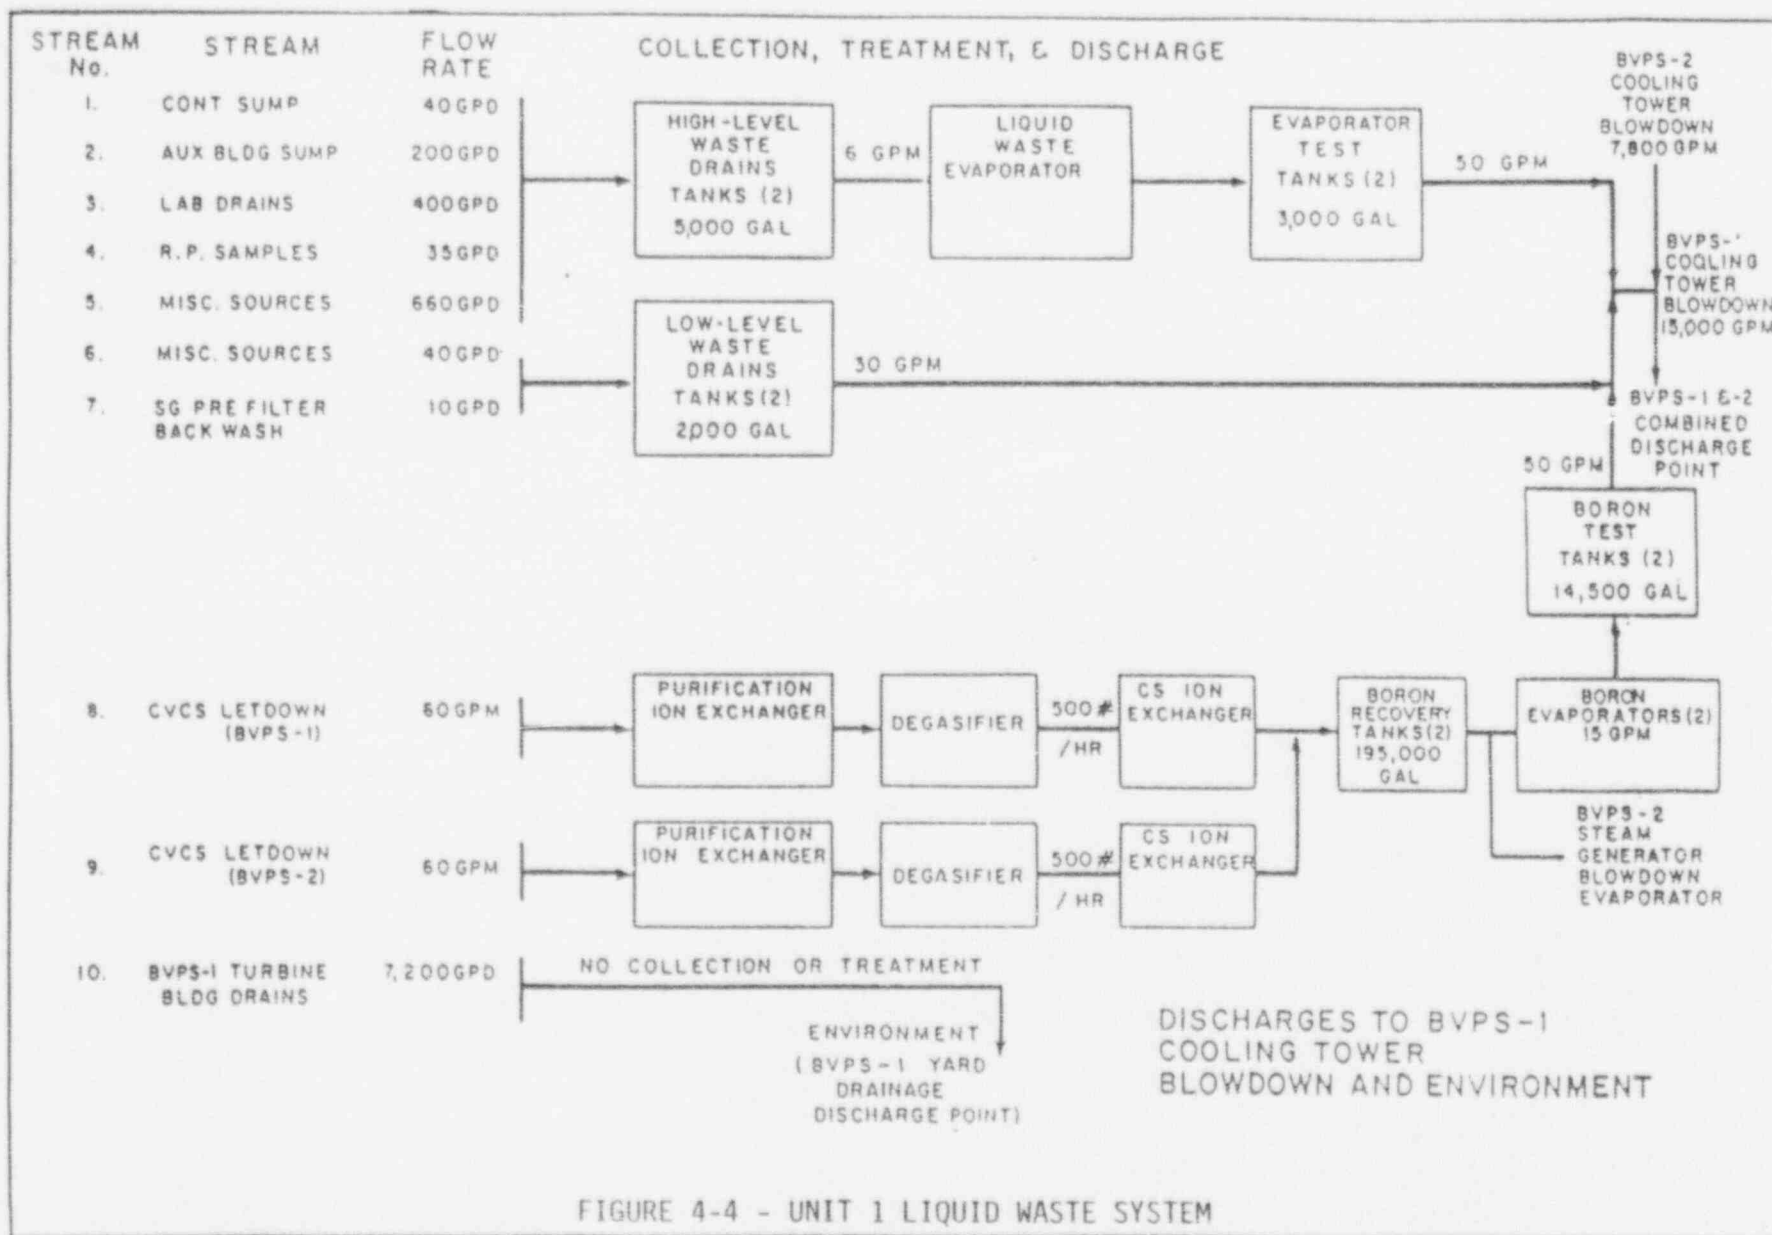 STREAM No. STREAM FLOW RATE
COLLECTION, TREATMENT, & DISCHARGE
1. CONT SUMP 40GPD
2. AUX BLDG SUMP 200GPD
3. LAB DRAINS 400GPD
4. R.P. SAMPLES 35GPD
5. MISC. SOURCES 660GPD
6. MISC. SOURCES 40GPD
7. SG PRE FILTER 10GPD
BACK WASH
HIGH-LEVEL
WASTE
DRAINS
TANKS (2)
5,000 GAL
6 GPM
LIQUID
WASTE
EVAPORATOR
EVAPORATOR
TEST
TANKS (2)
3,000 GAL
50 GPM
BVPS-2
COOLING
TOWER
BLOWDOWN
7,800 GPM
BVPS-
COOLING
TOWER
BLOWDOWN
15,000 GPM
LOW-LEVEL
WASTE
DRAINS
TANKS(2)
2,000 GAL
BVPS-1 &-2
COMBINED
DISCHARGE
POINT
BORON
TEST
TANKS (2)
14,500 GAL
8. CVCS LETDOWN 60GPM
(BVPS-1)
PURIFICATION
ION EXCHANGER
DEGASIFIER
500 #
/HR
CS ION
EXCHANGER
BORON
RECOVERY
TANKS(2)
195,000
GAL
BORON
EVAPORATORS(2)
15 GPM
9. CVCS LETDOWN 60GPM
(BVPS-2)
PURIFICATION
ION EXCHANGER
DEGASIFIER
500#
/HR
CS ION
EXCHANGER
BVPS-2
STEAM
GENERATOR
BLOWDOWN
EVAPORATOR
10. BVPS-1 TURBINE 7,200GPD
BLDG DRAINS
NO COLLECTION OR TREATMENT
ENVIRONMENT
(BVPS-1 YARD
DRAINAGE
DISCHARGE POINT)
DISCHARGES TO BVPS-1
COOLING TOWER
BLOWDOWN AND ENVIRONMENT
FIGURE 4-4 - UNIT 1 LIQUID WASTE SYSTEM